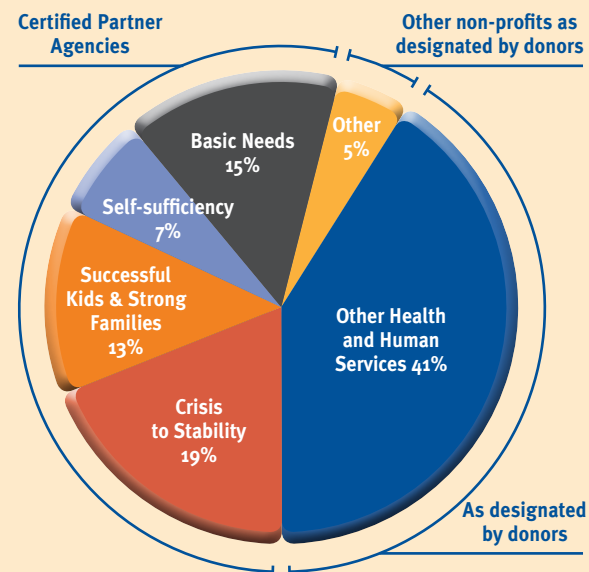 Certified Partner
Agencies
Other non-profits as
designated by donors
Basic Needs
15%
Other
5%
Self-sufficiency
7%
Successful
Kids & Strong
Families
13%
Other Health
and Human
Services 41%
Crisis
to Stability
19%
As designated
by donors